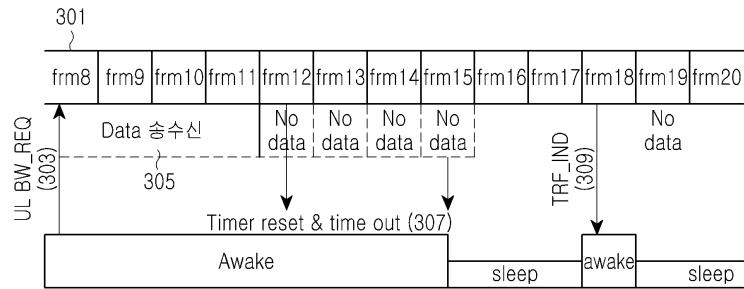 301
frm8 frm9 frm10 frm11 frm12 frm13 frm14 frm15 frm16 frm17 frm18 frm19 frm20
UL BW_REQ
(303)
Data 송수신
305
No
data
No
data
No
data
No
data
TRF_IND
(309)
No
data
Timer reset & time out (307)
Awake
sleep
awake
sleep